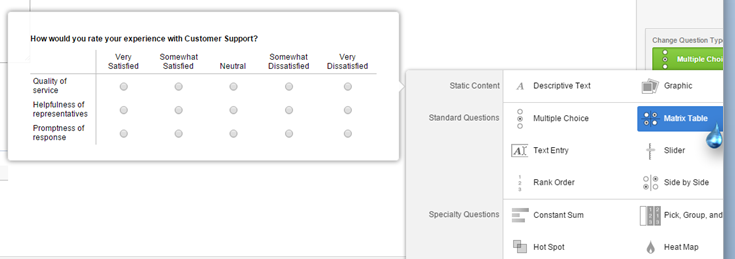 How would you rate your experience with Customer Support?
Very Satisfied
Somewhat Satisfied
Neutral
Somewhat Dissatisfied
Very Dissatisfied
Quality of service
Helpfulness of representatives
Promptness of response
Change Question Typ
Multiple Choi
Static Content
A Descriptive Text
Graphic
Standard Questions
Multiple Choice
Matrix Table
A Text Entry
Slider
1
2
3
Rank Order
Side by Side
Specialty Questions
Constant Sum
Pick, Group, and
Hot Spot
Heat Map